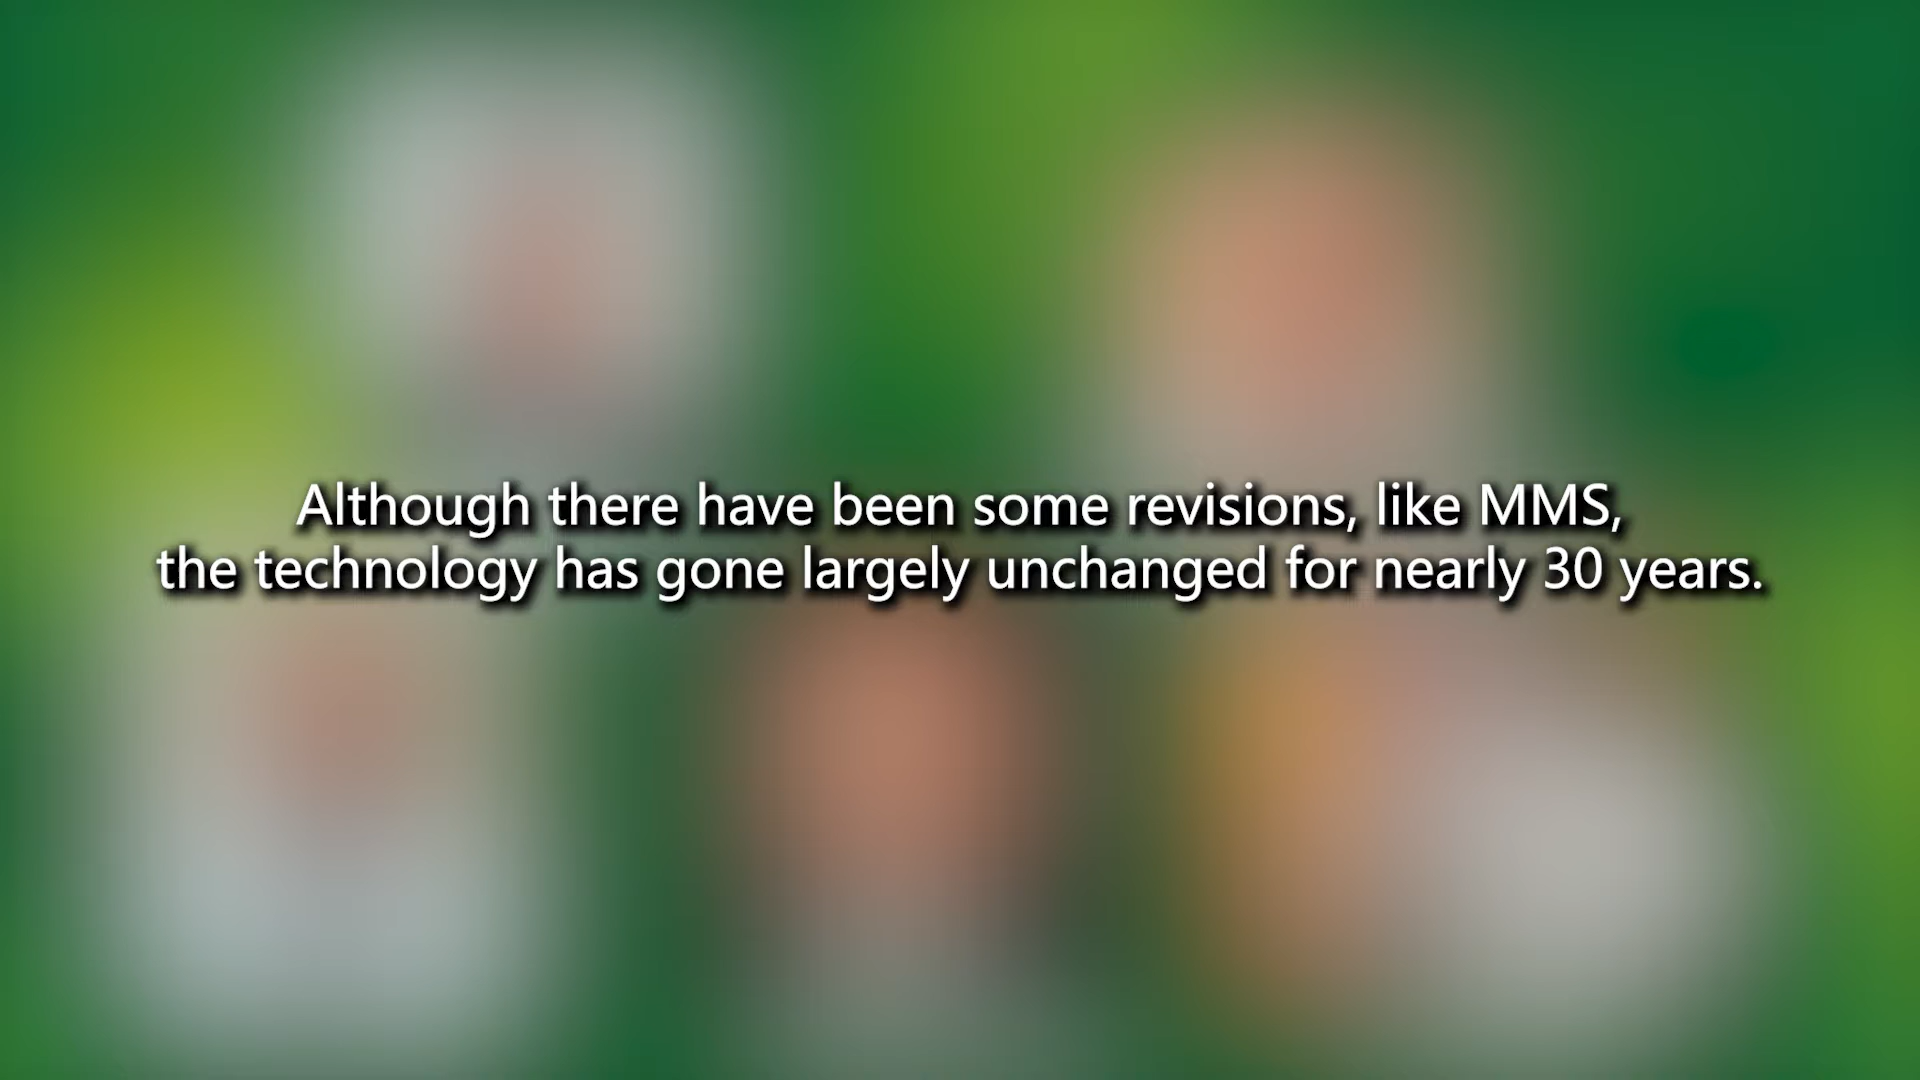 Although there have been some revisions, like MMS,
the technology has gone largely unchanged for nearly 30 years.